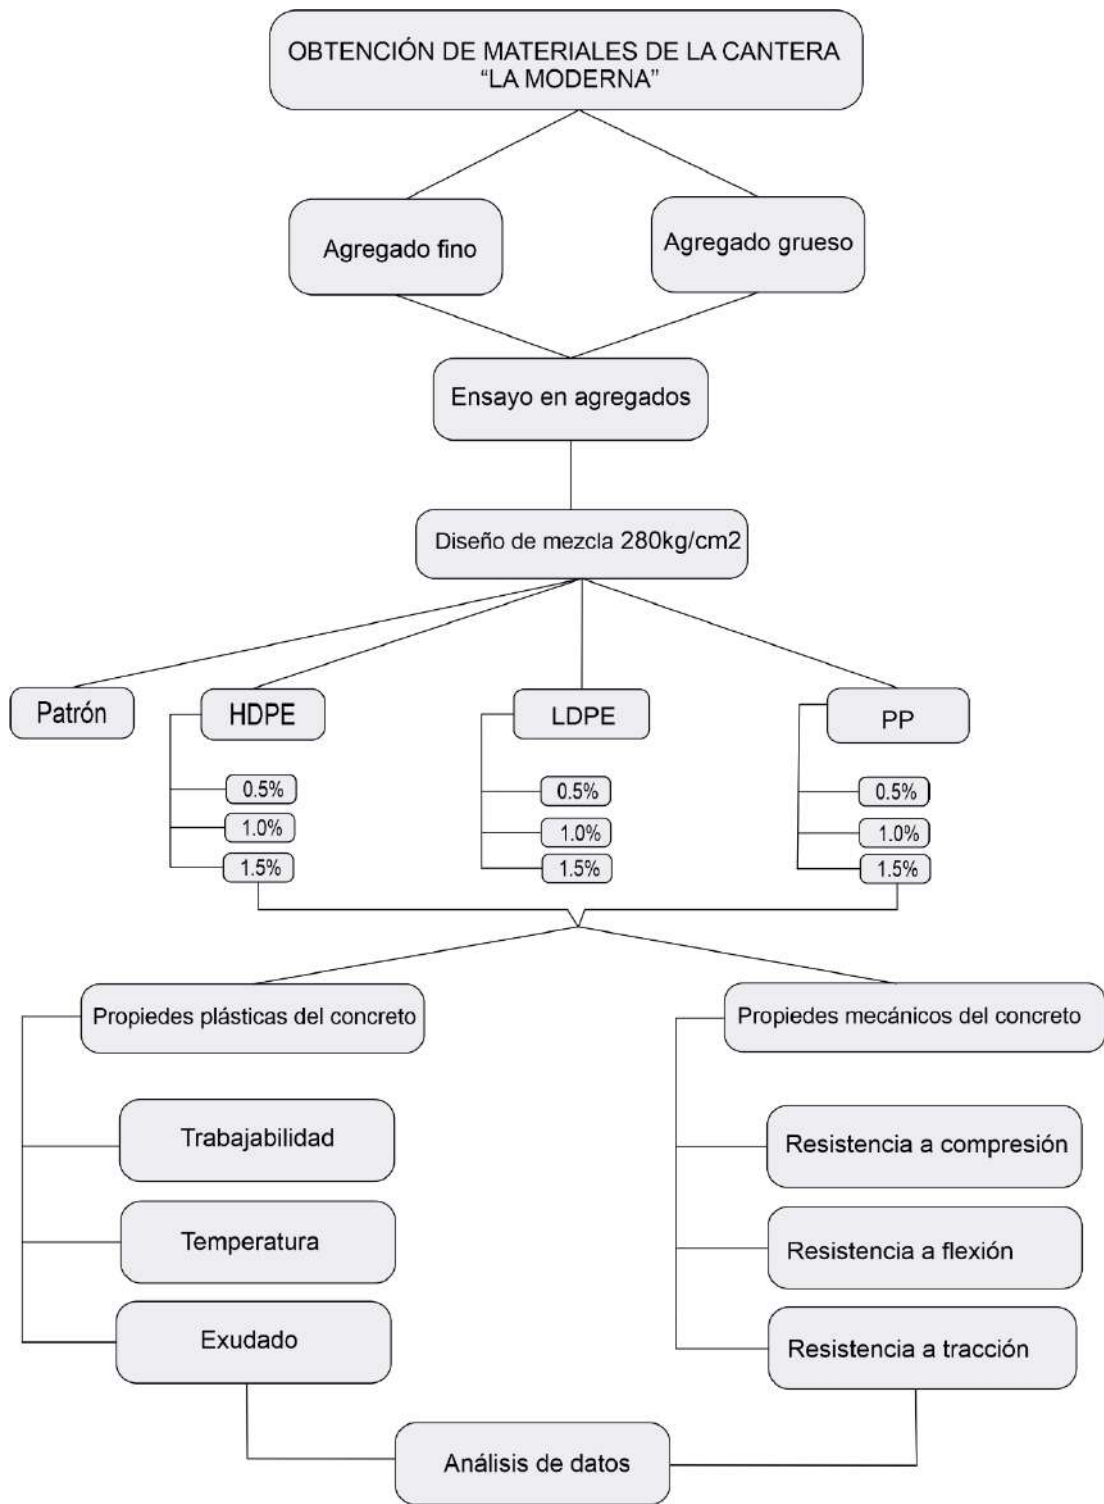 OBTENCIÓN DE MATERIALES DE LA CANTERA
“LA MODERNA”
Agregado fino
Agregado grueso
Ensayo en agregados
Diseño de mezcla 280kg/cm2
Patrón
HDPE
LDPE
PP
0.5%
0.5%
0.5%
1.0%
1.0%
1.0%
1.5%
1.5%
1.5%
Propiedes plásticas del concreto
Propiedes mecánicos del concreto
Trabajabilidad
Resistencia a compresión
Temperatura
Resistencia a flexión
Exudado
Resistencia a tracción
Análisis de datos